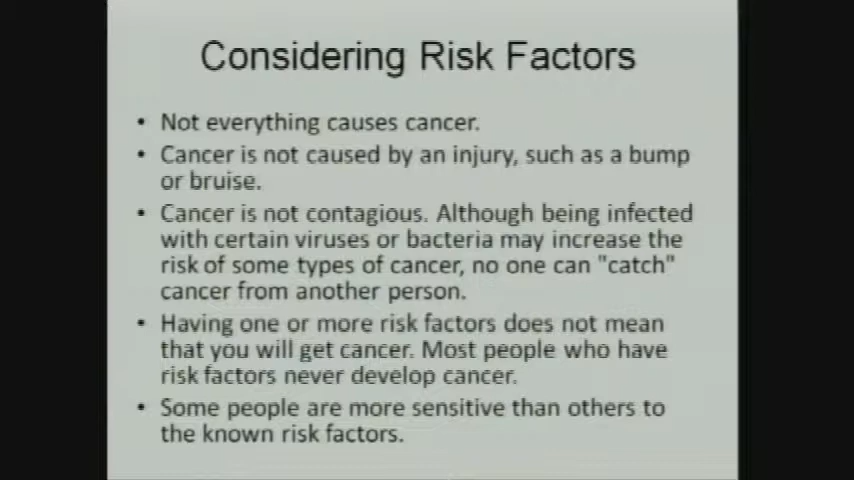 Considering Risk Factors
• Not everything causes cancer.
• Cancer is not caused by an injury, such as a bump
or bruise.
• Cancer is not contagious. Although being infected
with certain viruses or bacteria may increase the
risk of some types of cancer, no one can "catch"
cancer from another person.
• Having one or more risk factors does not mean
that you will get cancer. Most people who have
risk factors never develop cancer.
• Some people are more sensitive than others to
the known risk factors.